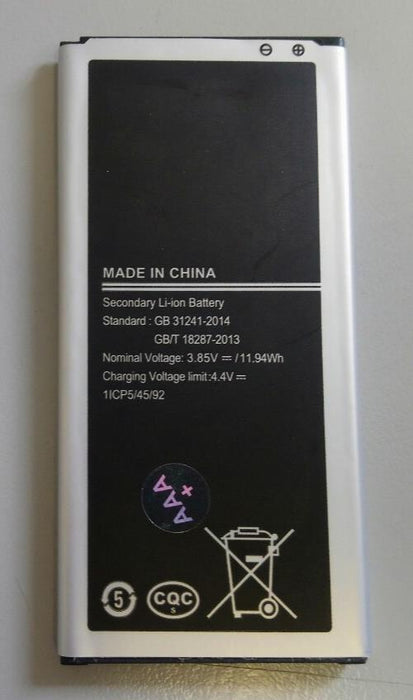 ⊖ ⊕
MADE IN CHINA
Secondary Li-ion Battery
Standard : GB 31241-2014
GB/T 18287-2013
Nominal Voltage: 3.85V ⎓ /11.94Wh
Charging Voltage limit:4.4V ⎓
1ICP5/45/92
AAA+
5
CQC
S